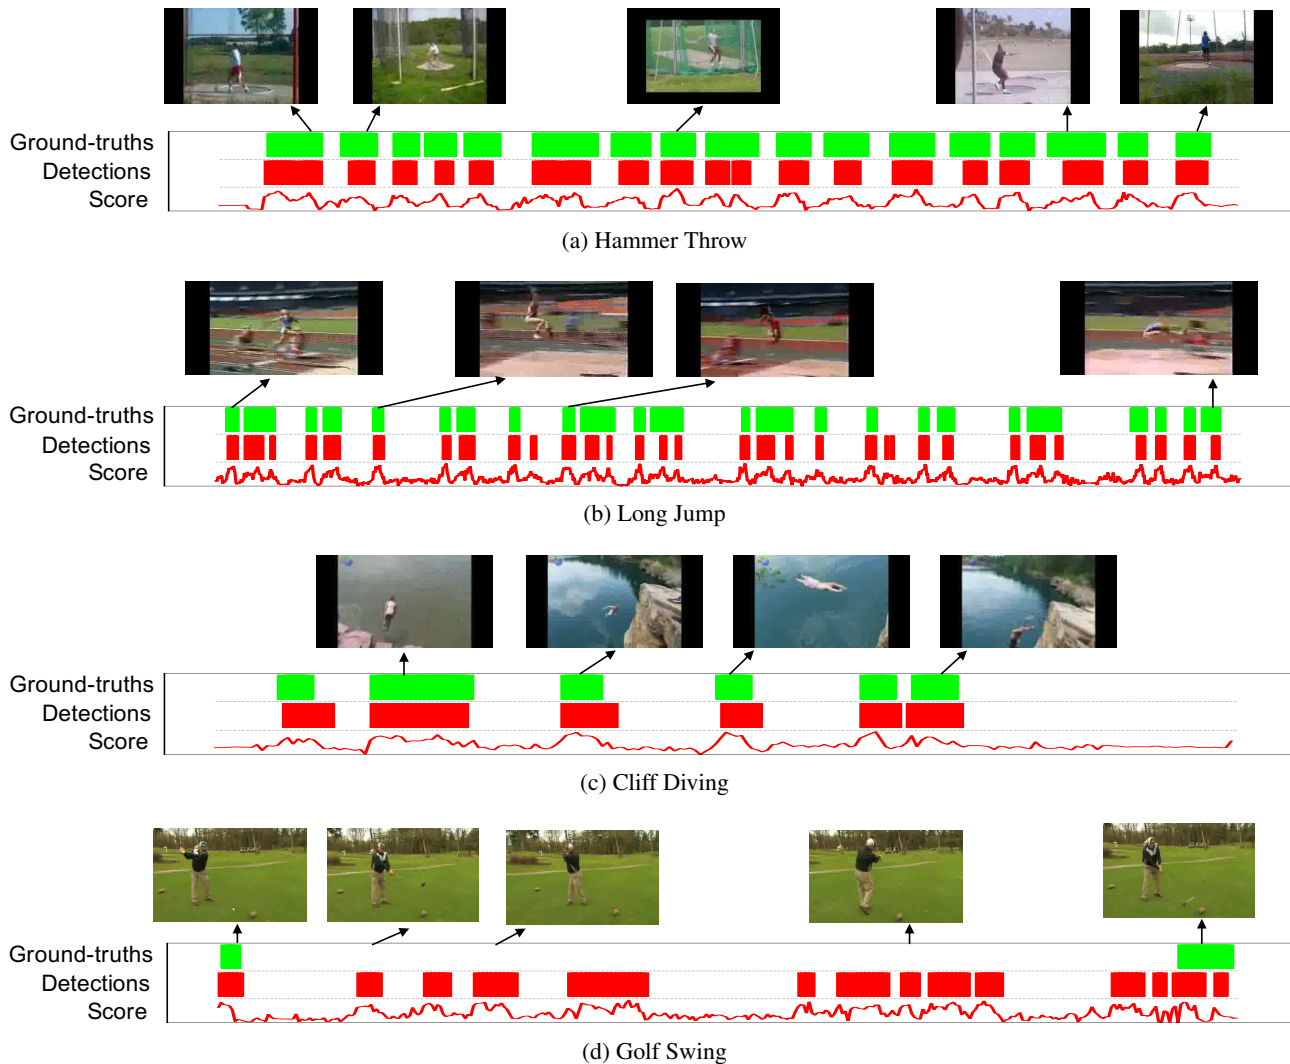 Ground-truths
Detections
Score
(a) Hammer Throw
Ground-truths
Detections
Score
(b) Long Jump
Ground-truths
Detections
Score
(c) Cliff Diving
Ground-truths
Detections
Score
(d) Golf Swing